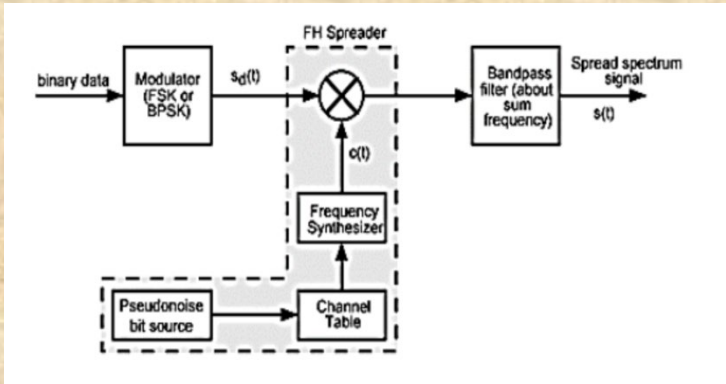 FH Spreader
binary data
Modulator
(FSK or
BPSK)
sd(t)
Bandpass
filter (about
sum
frequency)
Spread spectrum
signal
s(t)
c(t)
Frequency
Synthesizer
Pseudonoise
bit source
Channel
Table